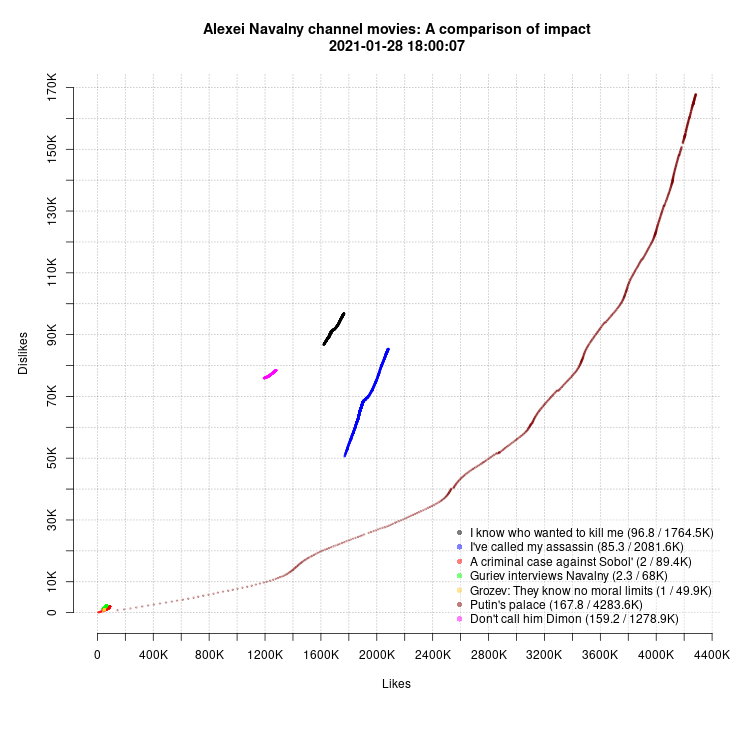 Alexei Navalny channel movies: A comparison of impact
2021-01-28 18:00:07
170K
150K
130K
110K
90K
70K
50K
30K
10K
0
Dislikes
I know who wanted to kill me (96.8 / 1764.5K)
I've called my assassin (85.3 / 2081.6K)
A criminal case against Sobol' (2 / 89.4K)
Guriev interviews Navalny (2.3 / 68K)
Grozev: They know no moral limits (1 / 49.9K)
Putin's palace (167.8 / 4283.6K)
Don't call him Dimon (159.2 / 1278.9K)
0 400K 800K 1200K 1600K 2000K 2400K 2800K 3200K 3600K 4000K 4400K
Likes